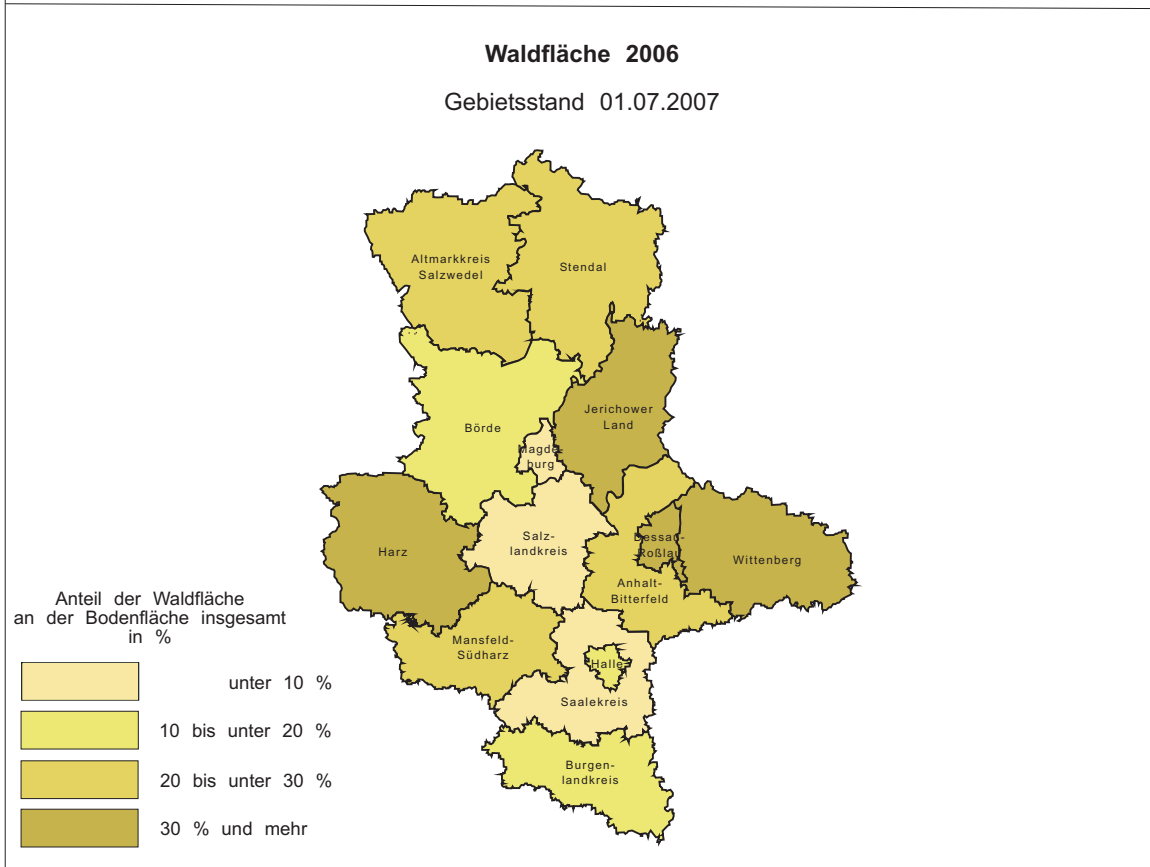 Waldfläche 2006
Gebietsstand 01.07.2007
Altmarkkreis
Salzwedel
Stendal
Jerichower
Land
Börde
Magde-
burg
Salz-
landkreis
Harz
Dessau-
Roßlau
Wittenberg
Anhalt-
Bitterfeld
Mansfeld-
Südharz
Halle
Saalekreis
Burgen-
landkreis
Anteil der Waldfläche
an der Bodenfläche insgesamt
in %
unter 10 %
10 bis unter 20 %
20 bis unter 30 %
30 % und mehr